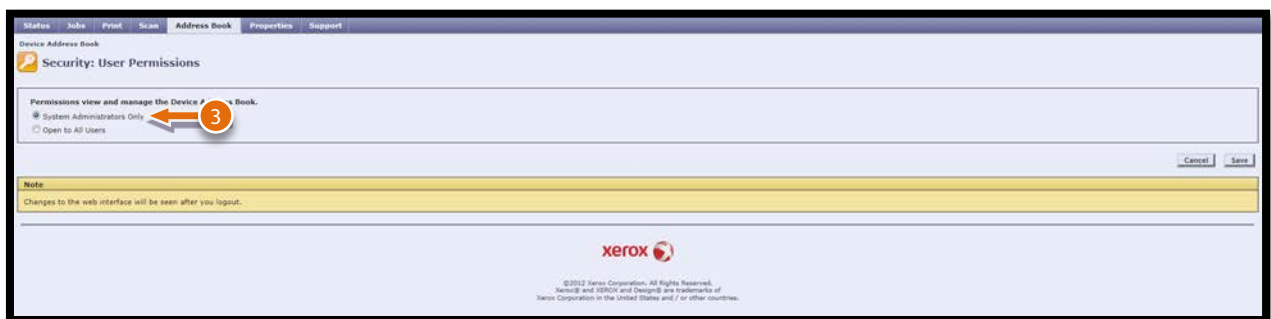 Status Jobs Print Scan Address Book Properties Support
Device Address Book
Security: User Permissions
Permissions view and manage the Device Book.
System Administrators Only
3
Open to All Users
Cancel Save
Note
Changes to the web interface will be seen after you logout.
xerox
©2012 Xerox Corporation. All Rights Reserved.
Xerox® and XEROX and Design® are trademarks of
Xerox Corporation in the United States and / or other countries.